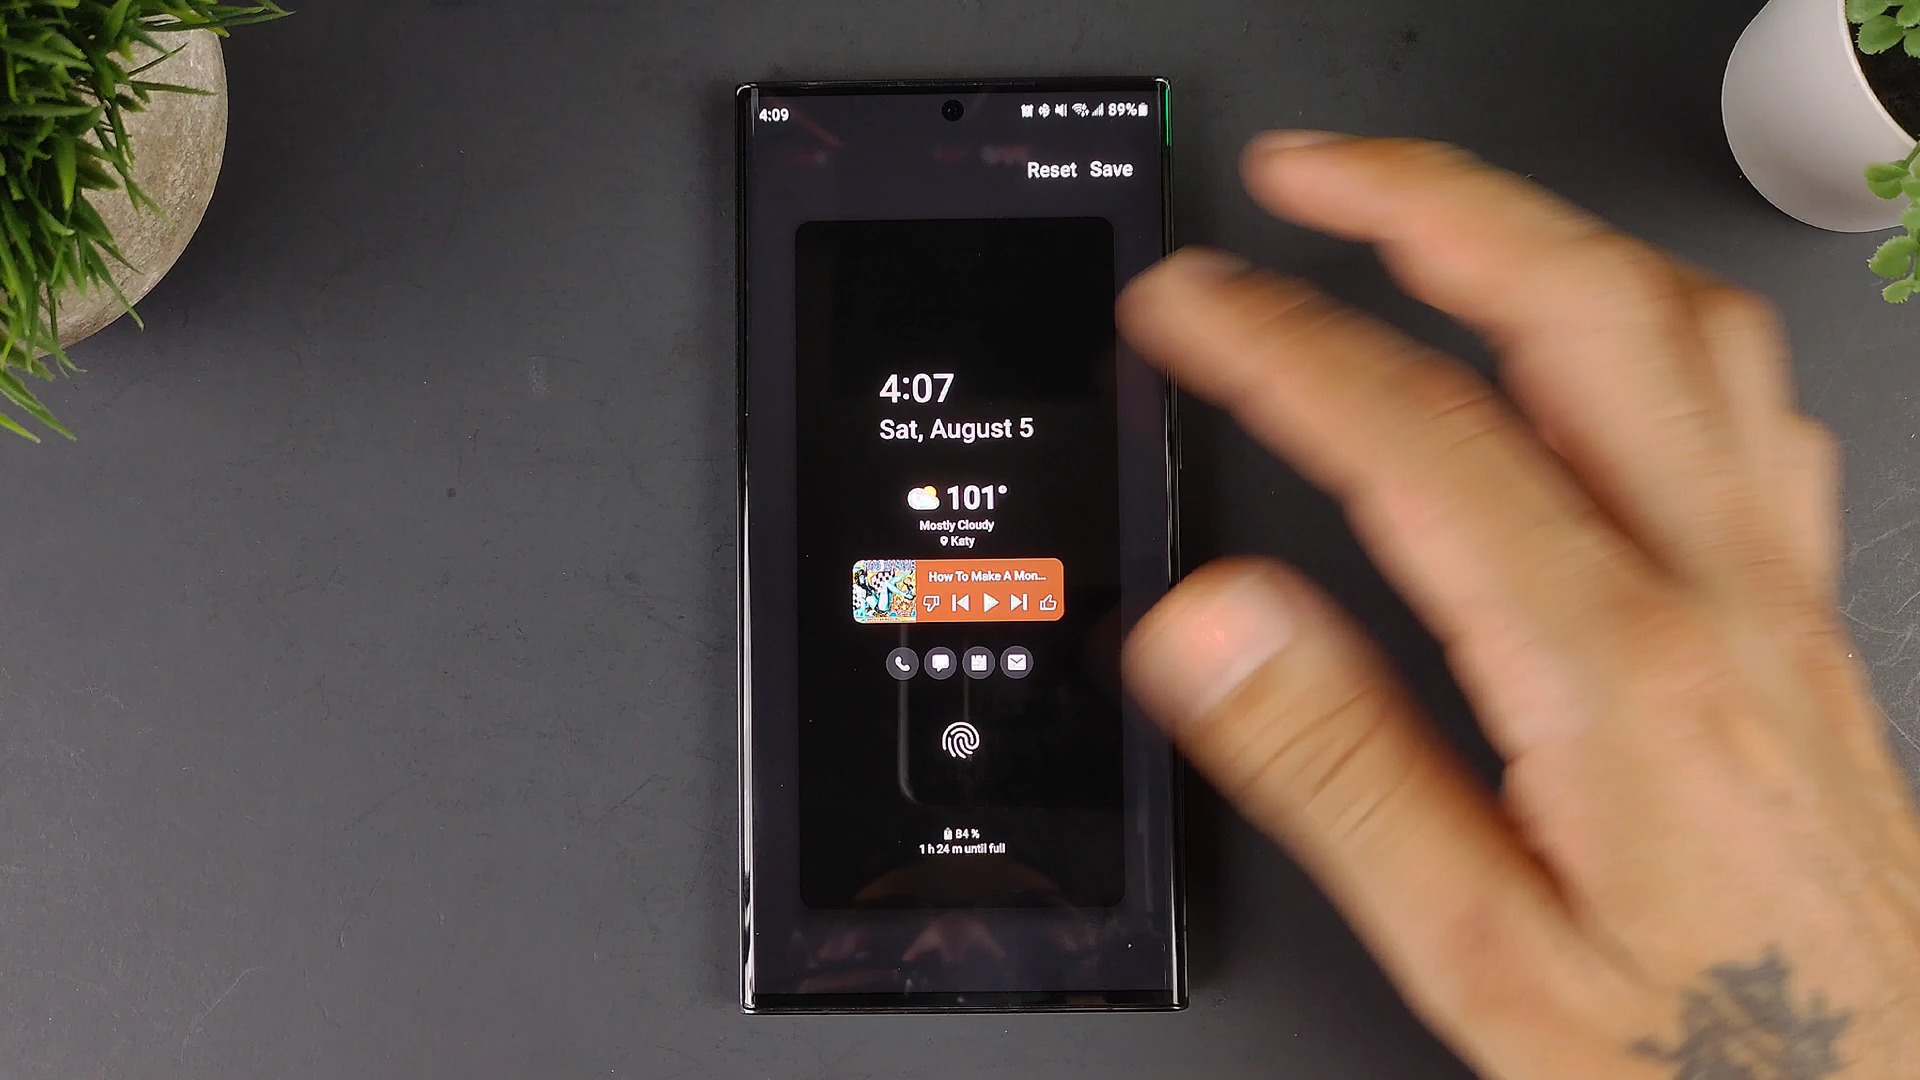 4:09
89%
Reset Save
4:07
Sat, August 5
101°
Mostly Cloudy
Katy
How To Make A Mon...
84 %
1 h 24 m until full